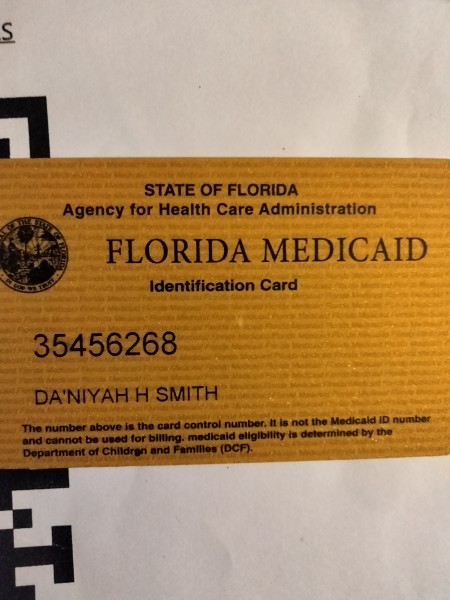 STATE OF FLORIDA
Agency for Health Care Administration
FLORIDA MEDICAID
Identification Card
35456268
DA'NIYAH H SMITH
The number above is the card control number. It is not the Medicaid ID number
and cannot be used for billing. medicaid eligibility is determined by the
Department of Children and Families (DCF).